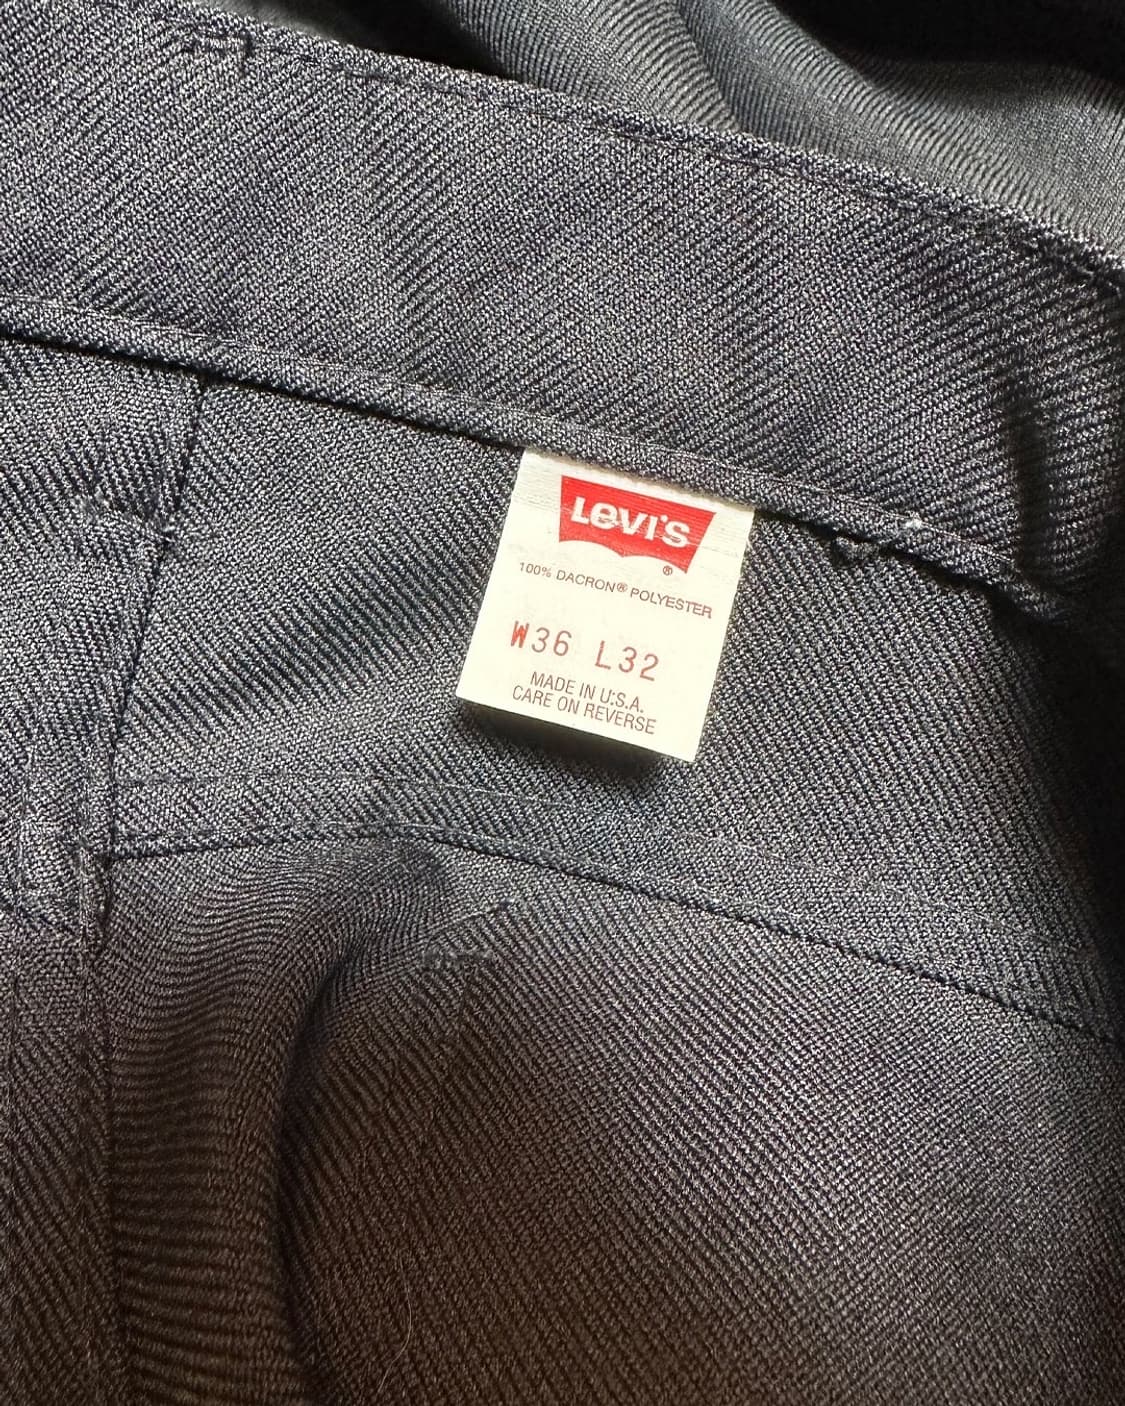 LEVI'S
®
100% DACRON® POLYESTER
W36 L32
MADE IN U.S.A.
CARE ON REVERSE